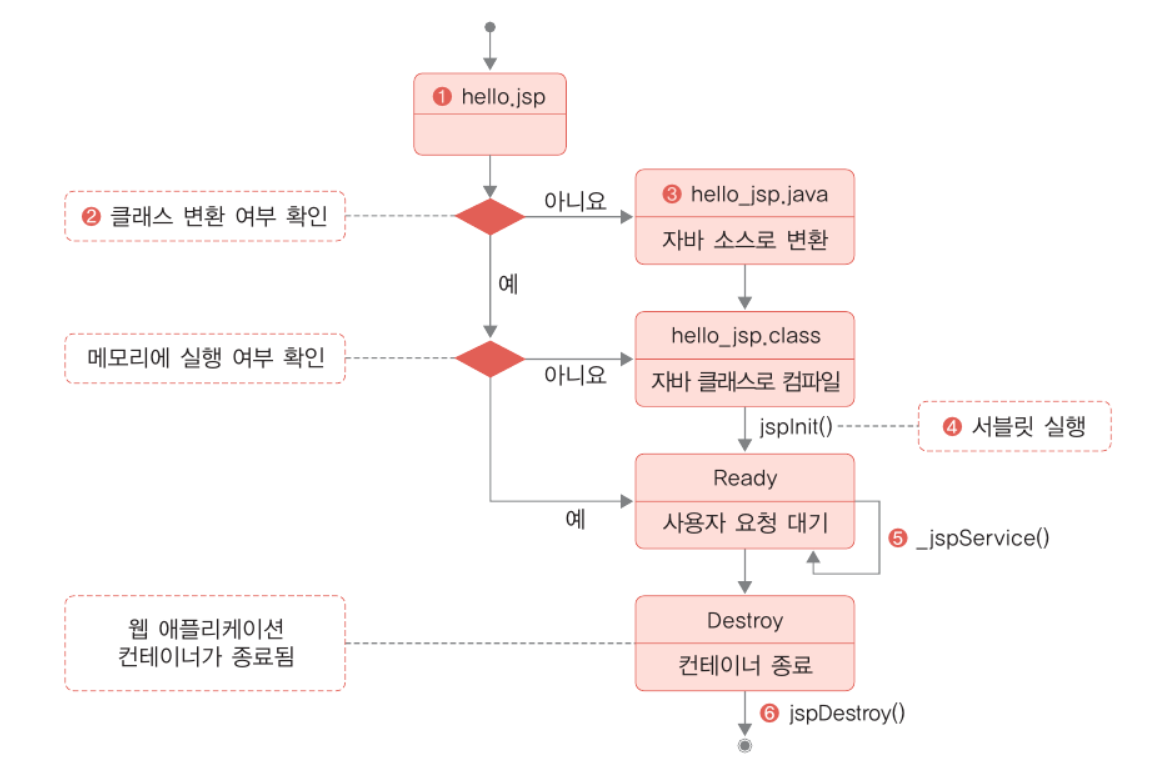 ❶ hello.jsp
❷ 클래스 변환 여부 확인
아니요
❸ hello_jsp.java
자바 소스로 변환
예
메모리에 실행 여부 확인
아니요
hello_jsp.class
자바 클래스로 컴파일
jspInit()
❹ 서블릿 실행
Ready
사용자 요청 대기
예
❺ _jspService()
웹 애플리케이션
컨테이너가 종료됨
Destroy
컨테이너 종료
❻ jspDestroy()